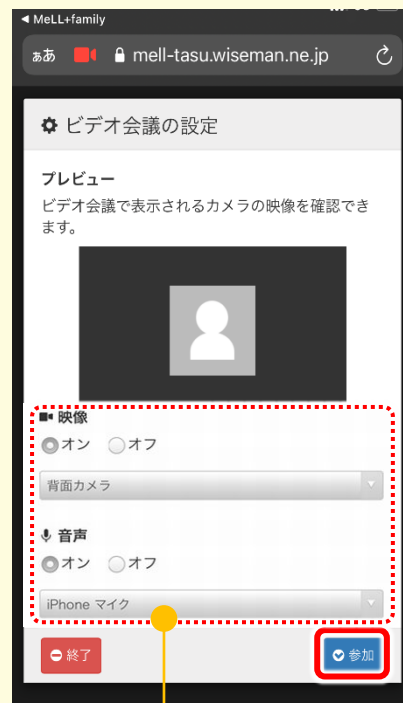 ◀ MeLL+family
ぁあ mell-tasu.wiseman.ne.jp
ビデオ会議の設定
プレビュー
ビデオ会議で表示されるカメラの映像を確認でき
ます。
映像
オン オフ
背面カメラ
音声
オン オフ
iPhone マイク
終了 参加